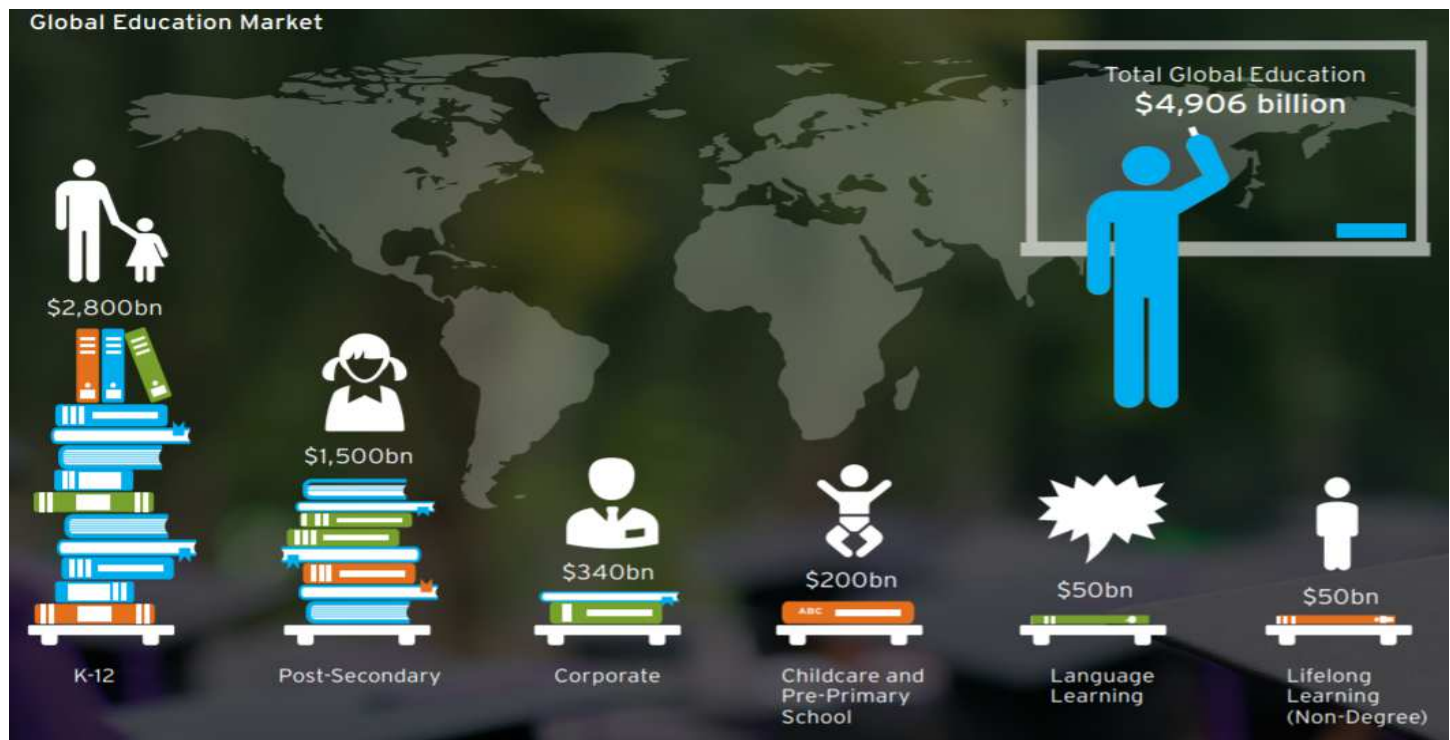 Global Education Market
Total Global Education
$4,906 billion
$2,800bn
$1,500bn
$340bn
$200bn
$50bn
$50bn
ABC
K-12
Post-Secondary
Corporate
Childcare and
Pre-Primary
School
Language
Learning
Lifelong
Learning
(Non-Degree)